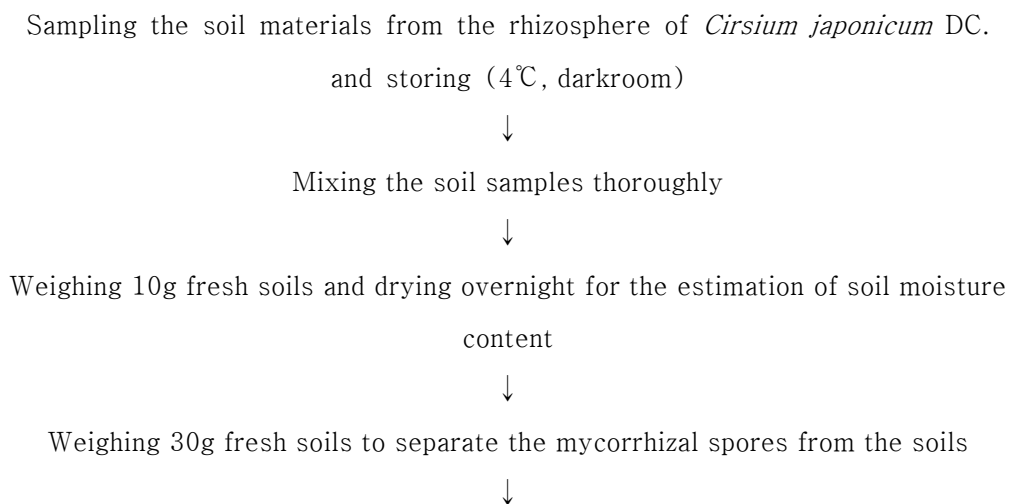 Sampling the soil materials from the rhizosphere of Cirsium japonicum DC.
and storing (4℃, darkroom)
↓
Mixing the soil samples thoroughly
↓
Weighing 10g fresh soils and drying overnight for the estimation of soil moisture
content
↓
Weighing 30g fresh soils to separate the mycorrhizal spores from the soils
↓